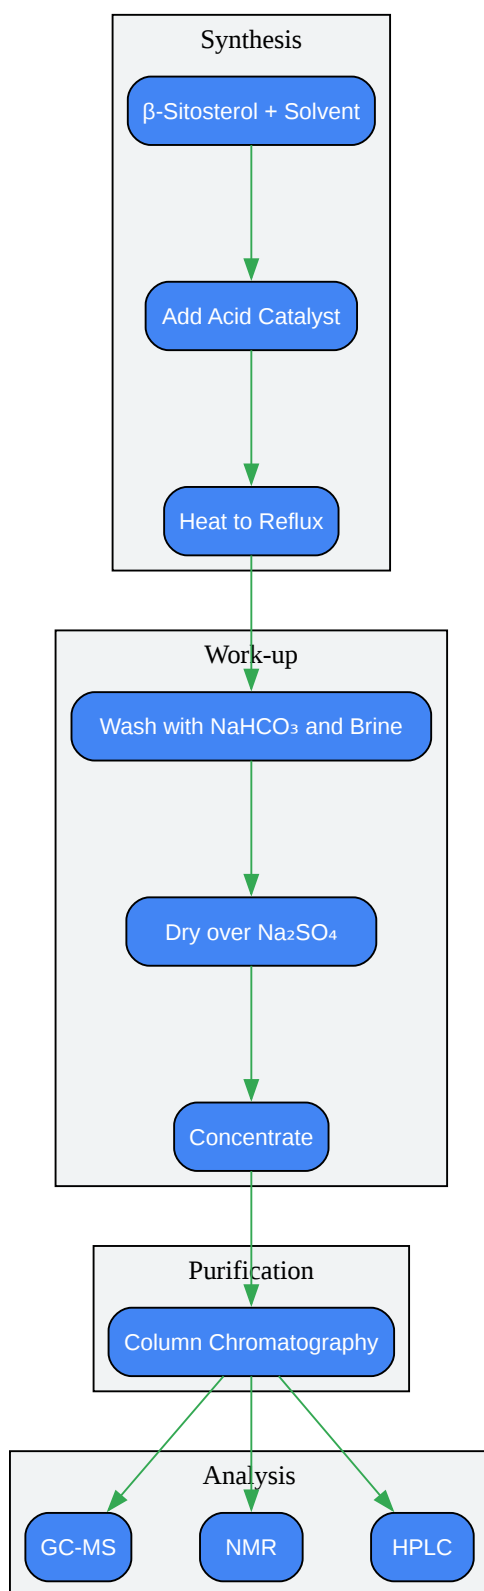 Synthesis
β-Sitosterol + Solvent
Add Acid Catalyst
Heat to Reflux
Work-up
Wash with NaHCO₃ and Brine
Dry over Na₂SO₄
Concentrate
Purification
Column Chromatography
Analysis
GC-MS
NMR
HPLC